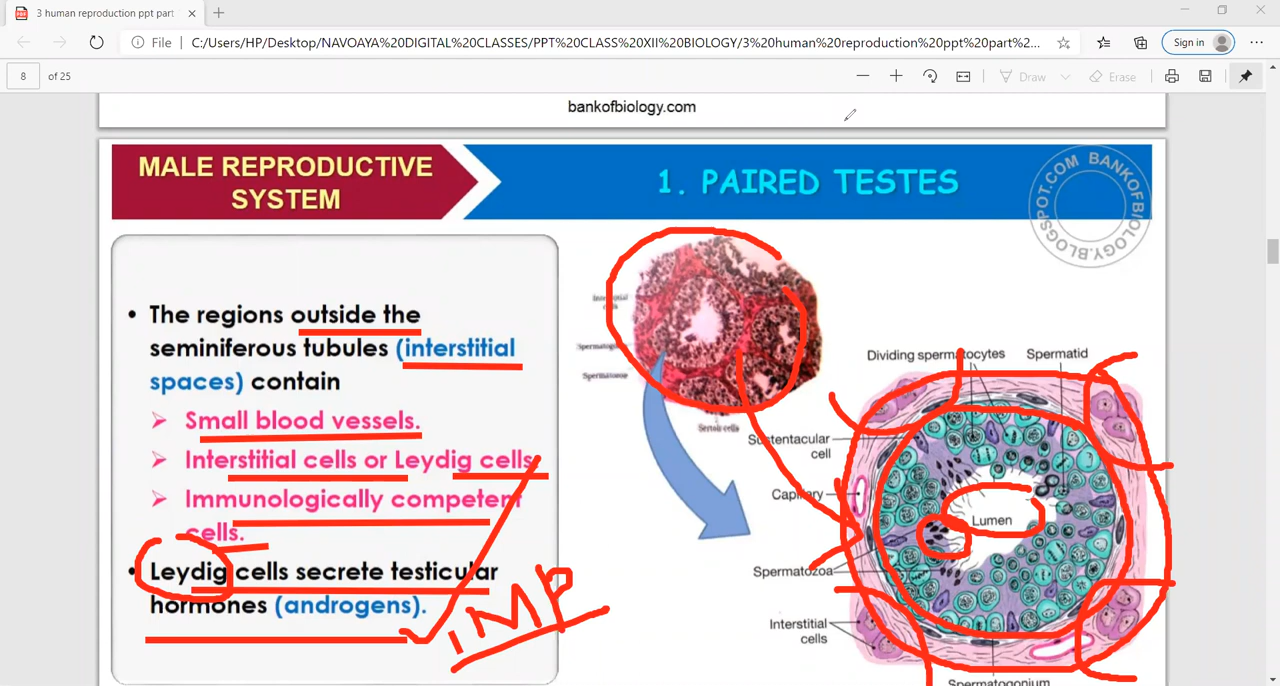 3 human reproduction ppt part
File
C:/Users/HP/Desktop/NAVOAYA%20DIGITAL%20CLASSES/PPT%20CLASS%20XII%20BIOLOGY/3%20human%20reproduction%20ppt%20part%2...
Sign in
8 of 25
Draw
Erase
bankofbiology.com
MALE REPRODUCTIVE
SYSTEM
1. PAIRED TESTES
BANKOFBIOLOGY.BLOGSPOT.COM
• The regions outside the
seminiferous tubules (interstitial
spaces) contain
Small blood vessels.
Interstitial cells or Leydig cells.
Immunologically competent
cells.
• Leydig cells secrete testicular
hormones (androgens).
IMP
Sertoli cells
Dividing spermatocytes
Spermatid
Sustentacular
cell
Capillary
Lumen
Spermatozoa
Interstitial
cells
Spermatogonium